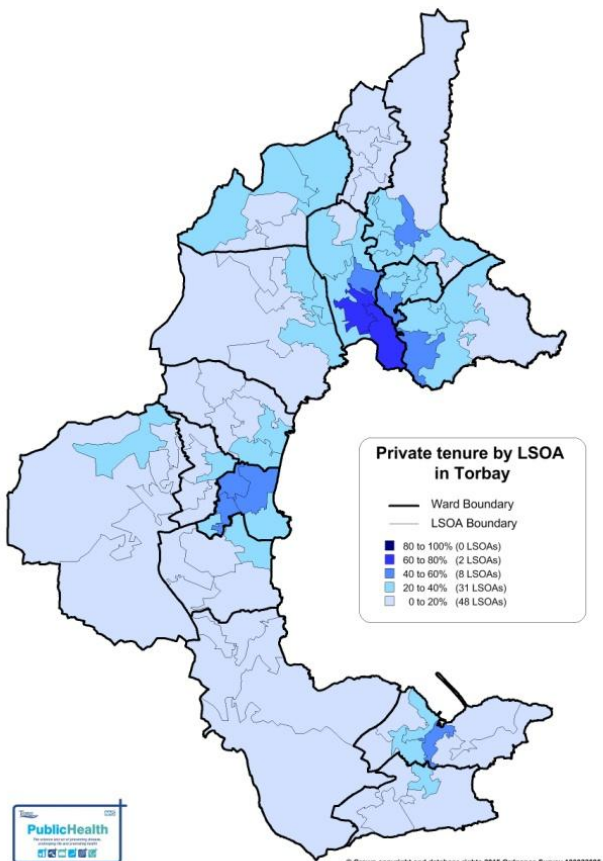 Private tenure by LSOA
in Torbay
Ward Boundary
LSOA Boundary
80 to 100% (0 LSOAs)
60 to 80% (2 LSOAs)
40 to 60% (8 LSOAs)
20 to 40% (31 LSOAs)
0 to 20% (48 LSOAs)
PublicHealth